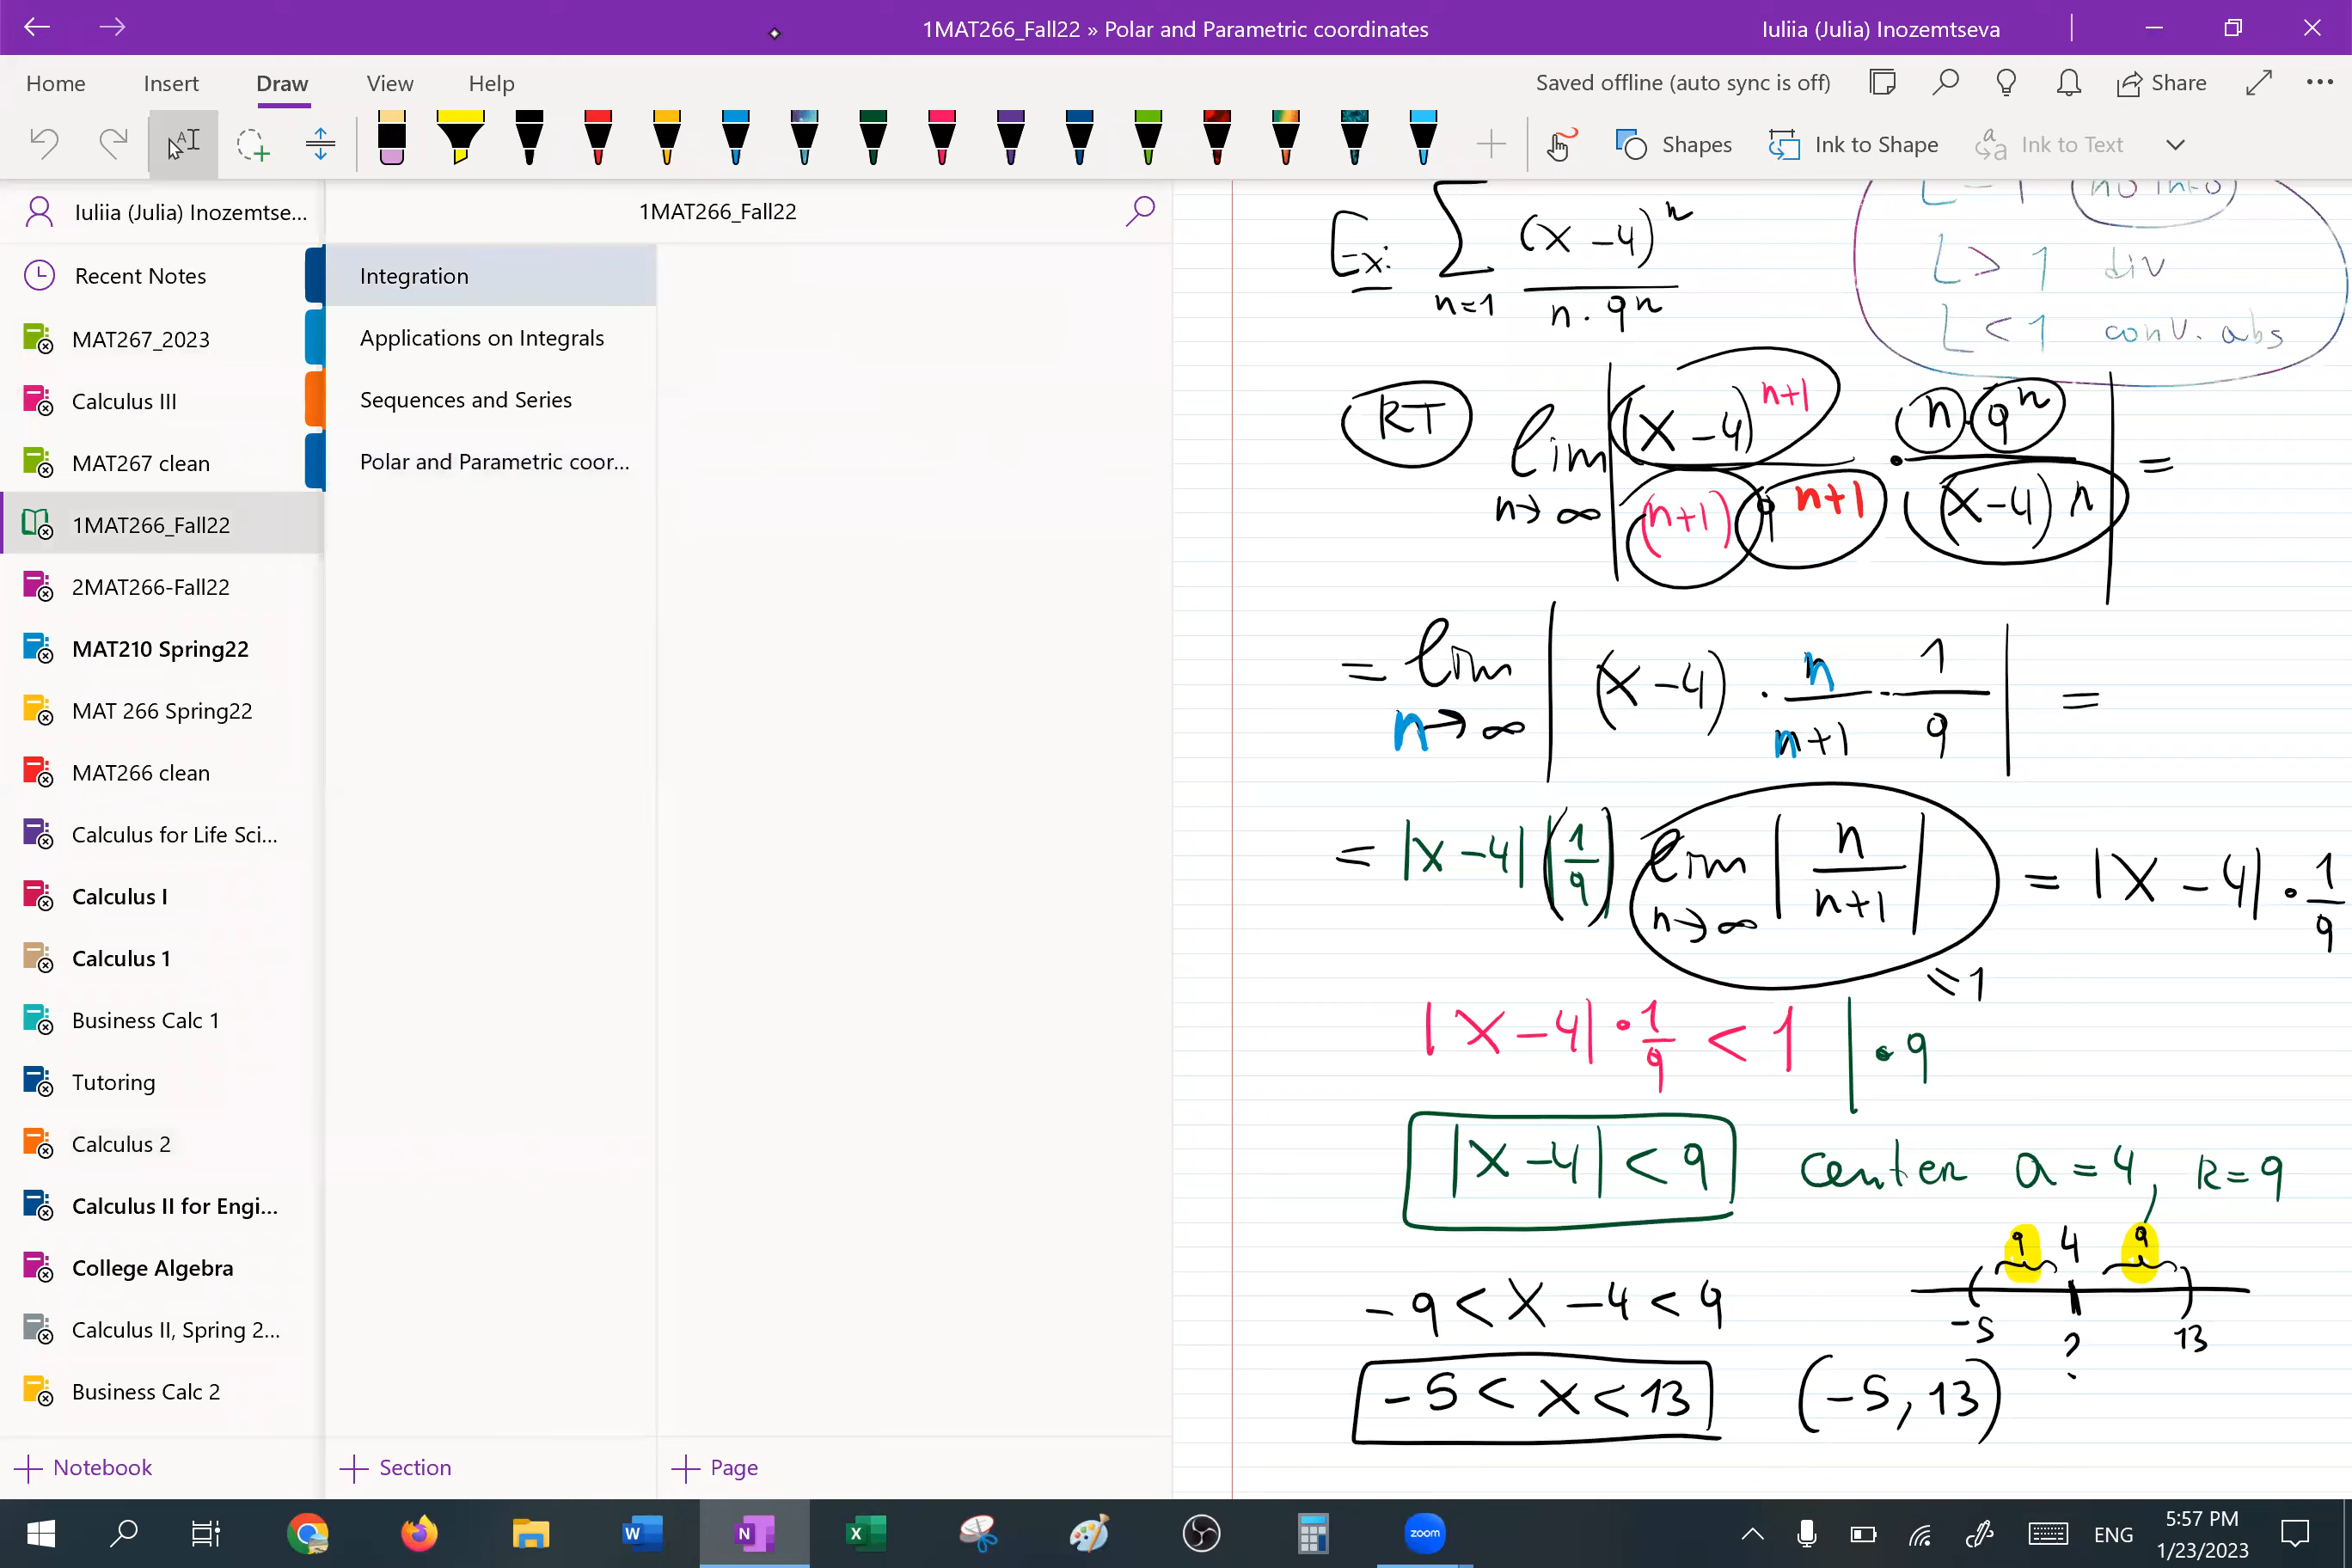 1MAT266_Fall22 » Polar and Parametric coordinates
Iuliia (Julia) Inozemtseva
Home Insert Draw View Help
Saved offline (auto sync is off)
Share
Shapes
Ink to Shape
Ink to Text
Iuliia (Julia) Inozemtse...
1MAT266_Fall22
Recent Notes
MAT267_2023
Calculus III
MAT267 clean
1MAT266_Fall22
2MAT266-Fall22
MAT210 Spring22
MAT 266 Spring22
MAT266 clean
Calculus for Life Sci...
Calculus I
Calculus 1
Business Calc 1
Tutoring
Calculus 2
Calculus II for Engi...
College Algebra
Calculus II, Spring 2...
Business Calc 2
Notebook
Integration
Applications on Integrals
Sequences and Series
Polar and Parametric coor...
Section
Page
L = 1 no info
L > 1 div
L < 1 conv. abs
Ex: ∑ n=1 (x-4)^n / n·9^n
RT lim n→∞ |(x-4)^n+1 / (n+1) 9^n+1 · n·9^n / (x-4)^n| =
= lim n→∞ |(x-4) · n/n+1 · 1/9| =
= |x-4| |1/9| lim n→∞ |n/n+1| = |x-4| · 1/9
= 1
|x-4| · 1/9 < 1 | · 9
|x-4| < 9 center a = 4, R = 9
9 4 9
-9 < x-4 < 9
-5 ? 13
-5 < x < 13 (-5, 13)
W N X zoom
ENG
5:57 PM
1/23/2023